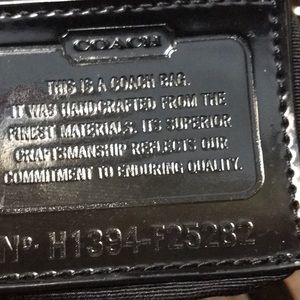 COACH
THIS IS A COACH BAG.
IT WAS HANDCRAFTED FROM THE
FINEST MATERIALS. ITS SUPERIOR
CRAFTSMANSHIP REFLECTS OUR
COMMITMENT TO ENDURING QUALITY.
Nº H1394-F25282